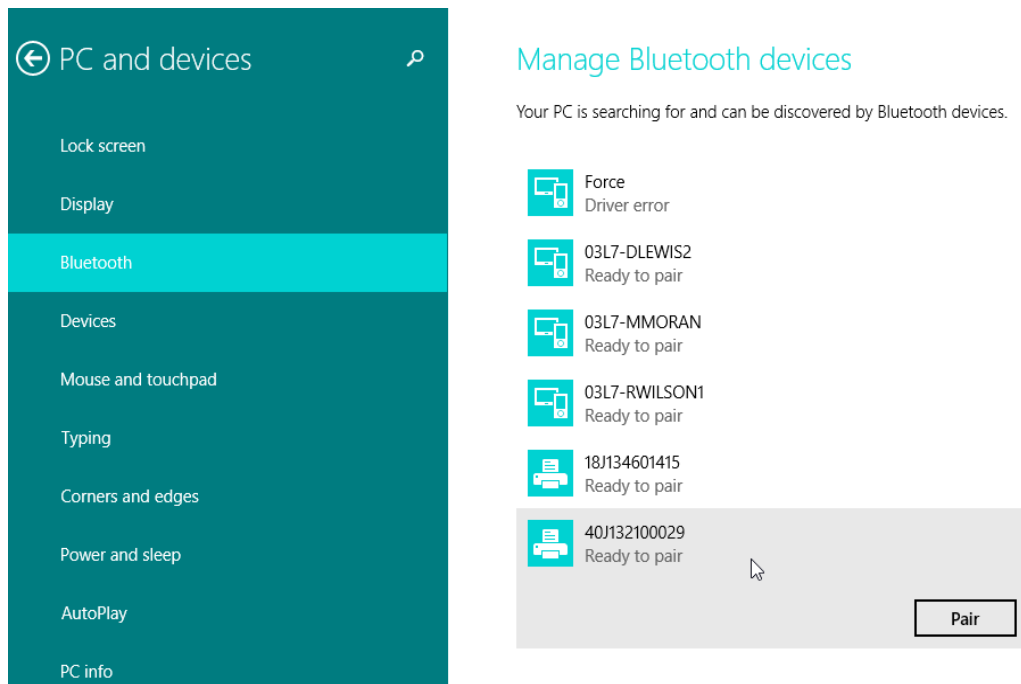 PC and devices
Lock screen
Display
Bluetooth
Devices
Mouse and touchpad
Typing
Corners and edges
Power and sleep
AutoPlay
PC info
Manage Bluetooth devices
Your PC is searching for and can be discovered by Bluetooth devices.
Force
Driver error
03L7-DLEWIS2
Ready to pair
03L7-MMORAN
Ready to pair
03L7-RWILSON1
Ready to pair
18J134601415
Ready to pair
40J132100029
Ready to pair
Pair